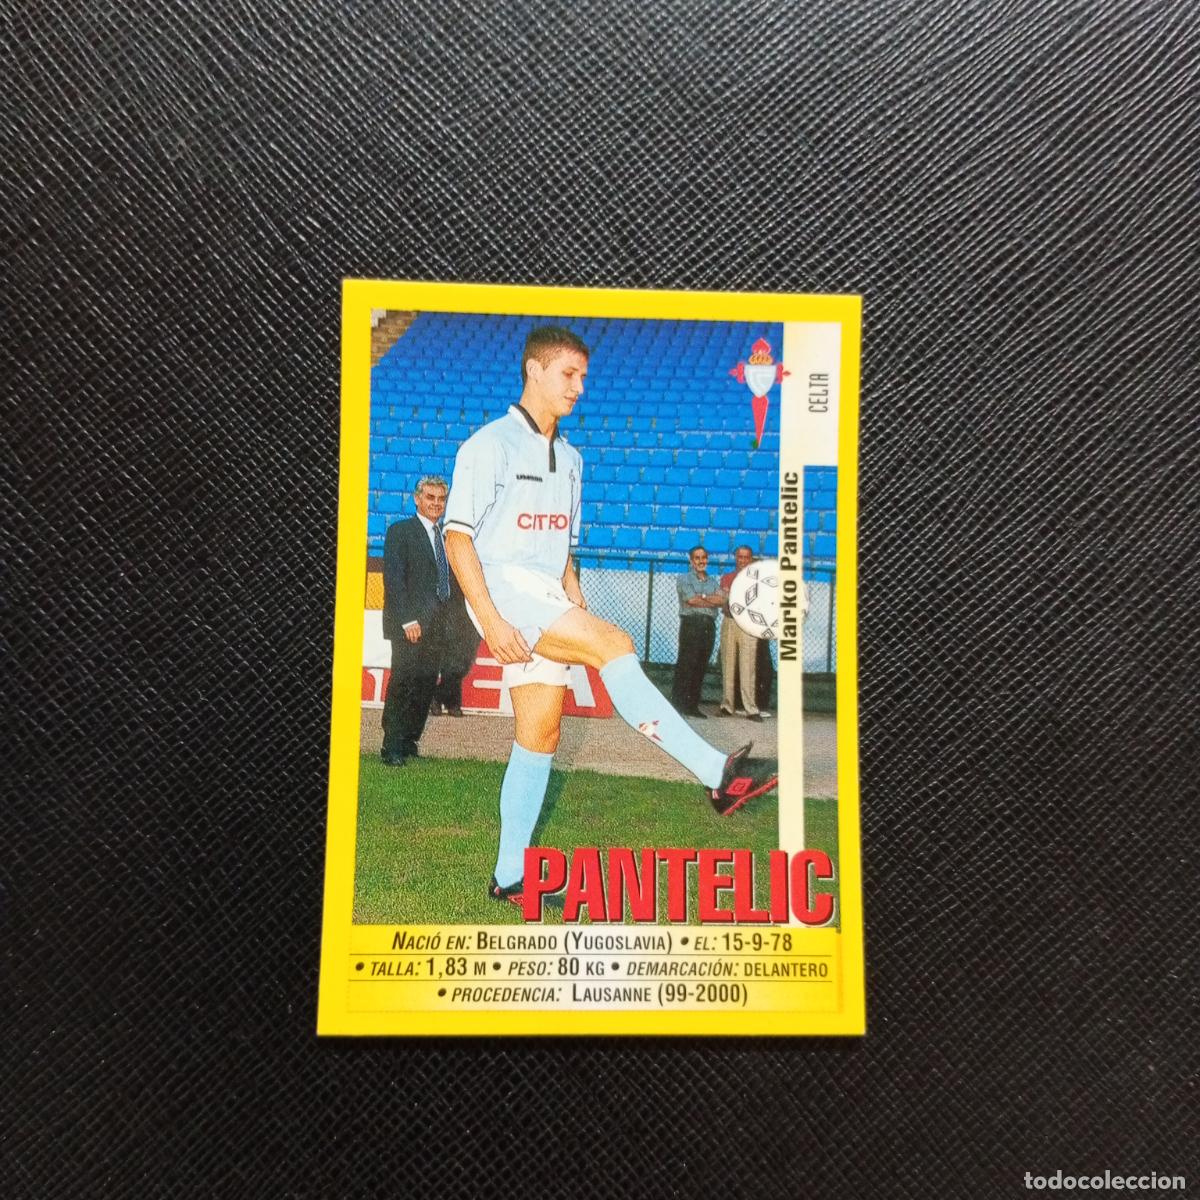 CELTA
Marko Pantelic
UMBRO
CITRO
PANTELIC
NACIÓ EN: BELGRADO (YUGOSLAVIA) • EL: 15-9-78
• TALLA: 1,83 M • PESO: 80 KG • DEMARCACIÓN: DELANTERO
• PROCEDENCIA: LAUSANNE (99-2000)
todocoleccion